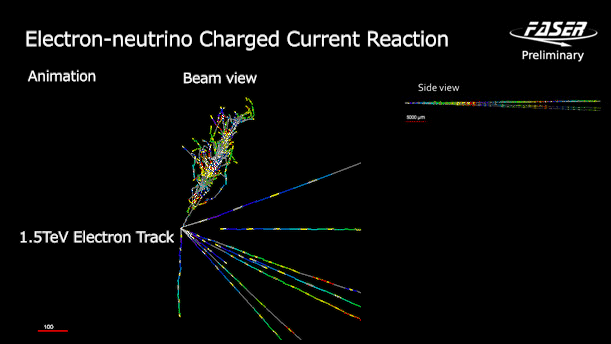 Electron-neutrino Charged Current Reaction
FASER
Preliminary
Animation
Beam view
Side view
5000 μm
1.5TeV Electron Track
100